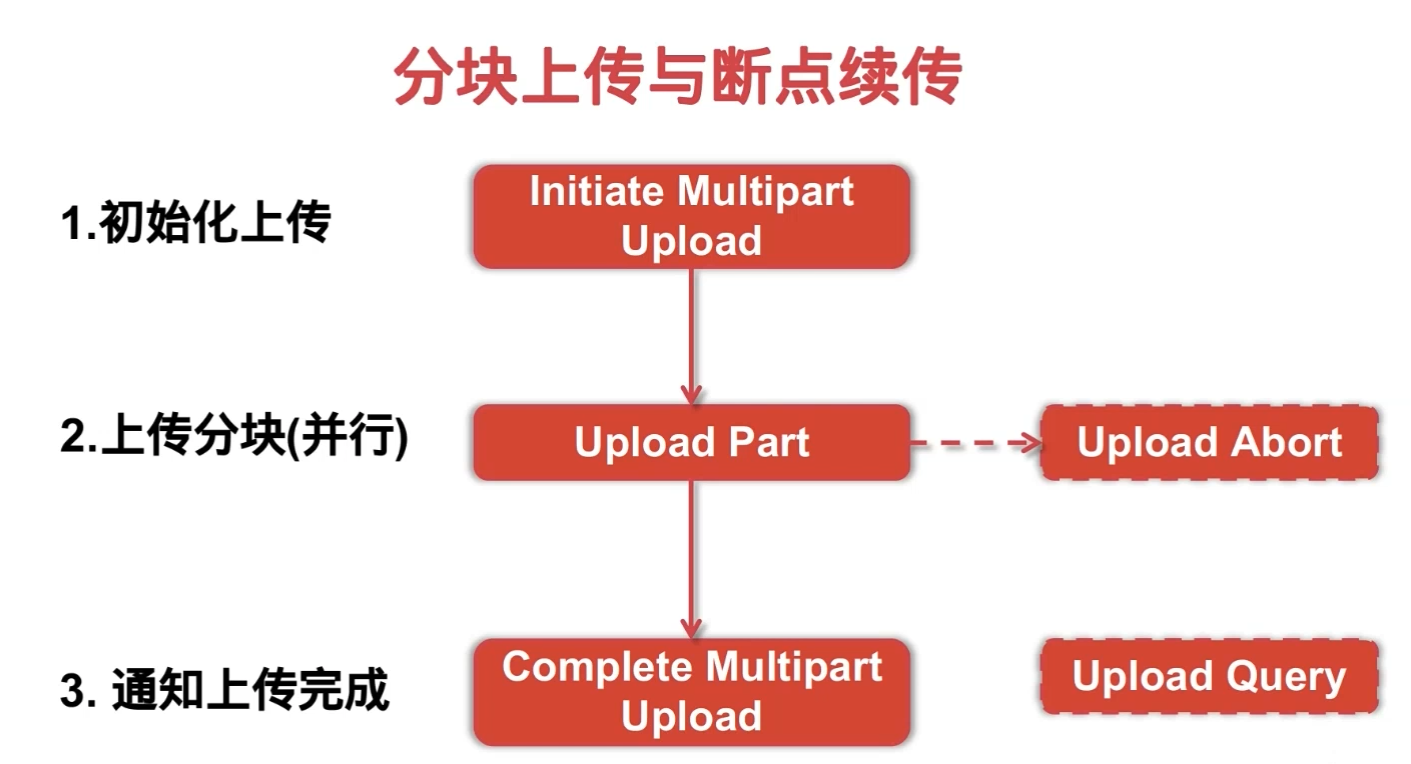 分块上传与断点续传
1.初始化上传
Initiate Multipart
Upload
2.上传分块(并行)
Upload Part
Upload Abort
3. 通知上传完成
Complete Multipart
Upload
Upload Query